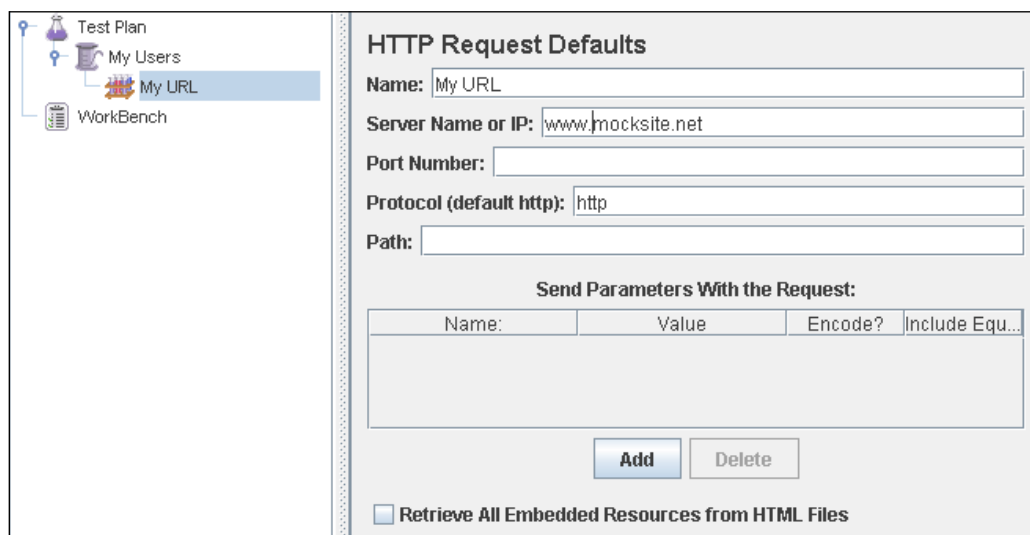 Test Plan
My Users
My URL
WorkBench
HTTP Request Defaults
Name: My URL
Server Name or IP: www.mocksite.net
Port Number:
Protocol (default http): http
Path:
Send Parameters With the Request:
Name: Value Encode? Include Equ...
Add Delete
Retrieve All Embedded Resources from HTML Files